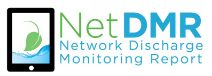 NetDMR
Network Discharge
Monitoring Report